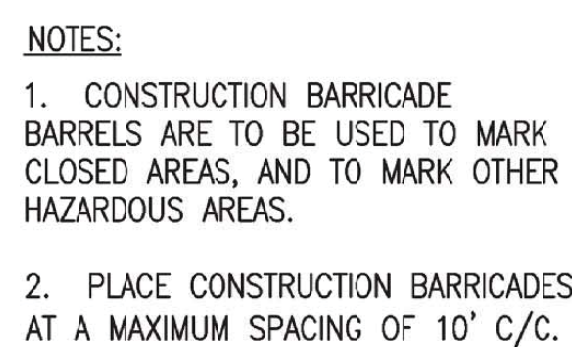 NOTES:
1. CONSTRUCTION BARRICADE
BARRELS ARE TO BE USED TO MARK
CLOSED AREAS, AND TO MARK OTHER
HAZARDOUS AREAS.
2. PLACE CONSTRUCTION BARRICADES
AT A MAXIMUM SPACING OF 10' C/C.